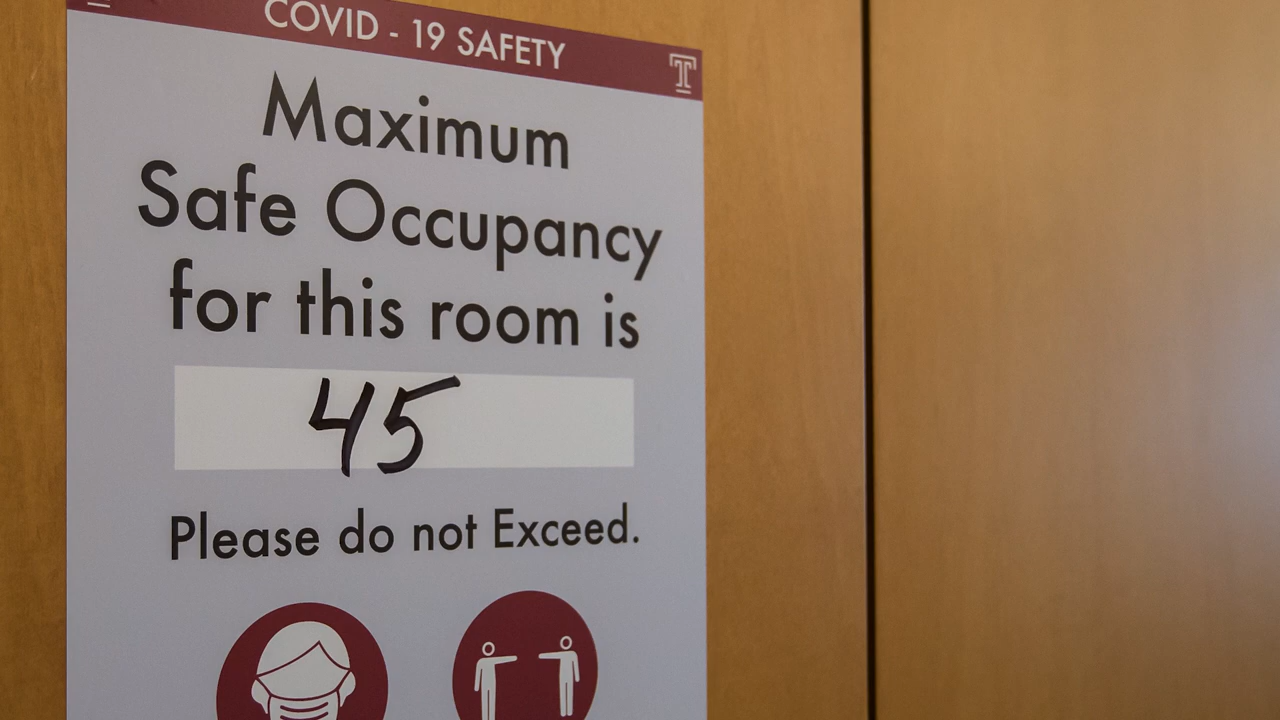 COVID - 19 SAFETY
T
Maximum
Safe Occupancy
for this room is
45
Please do not Exceed.